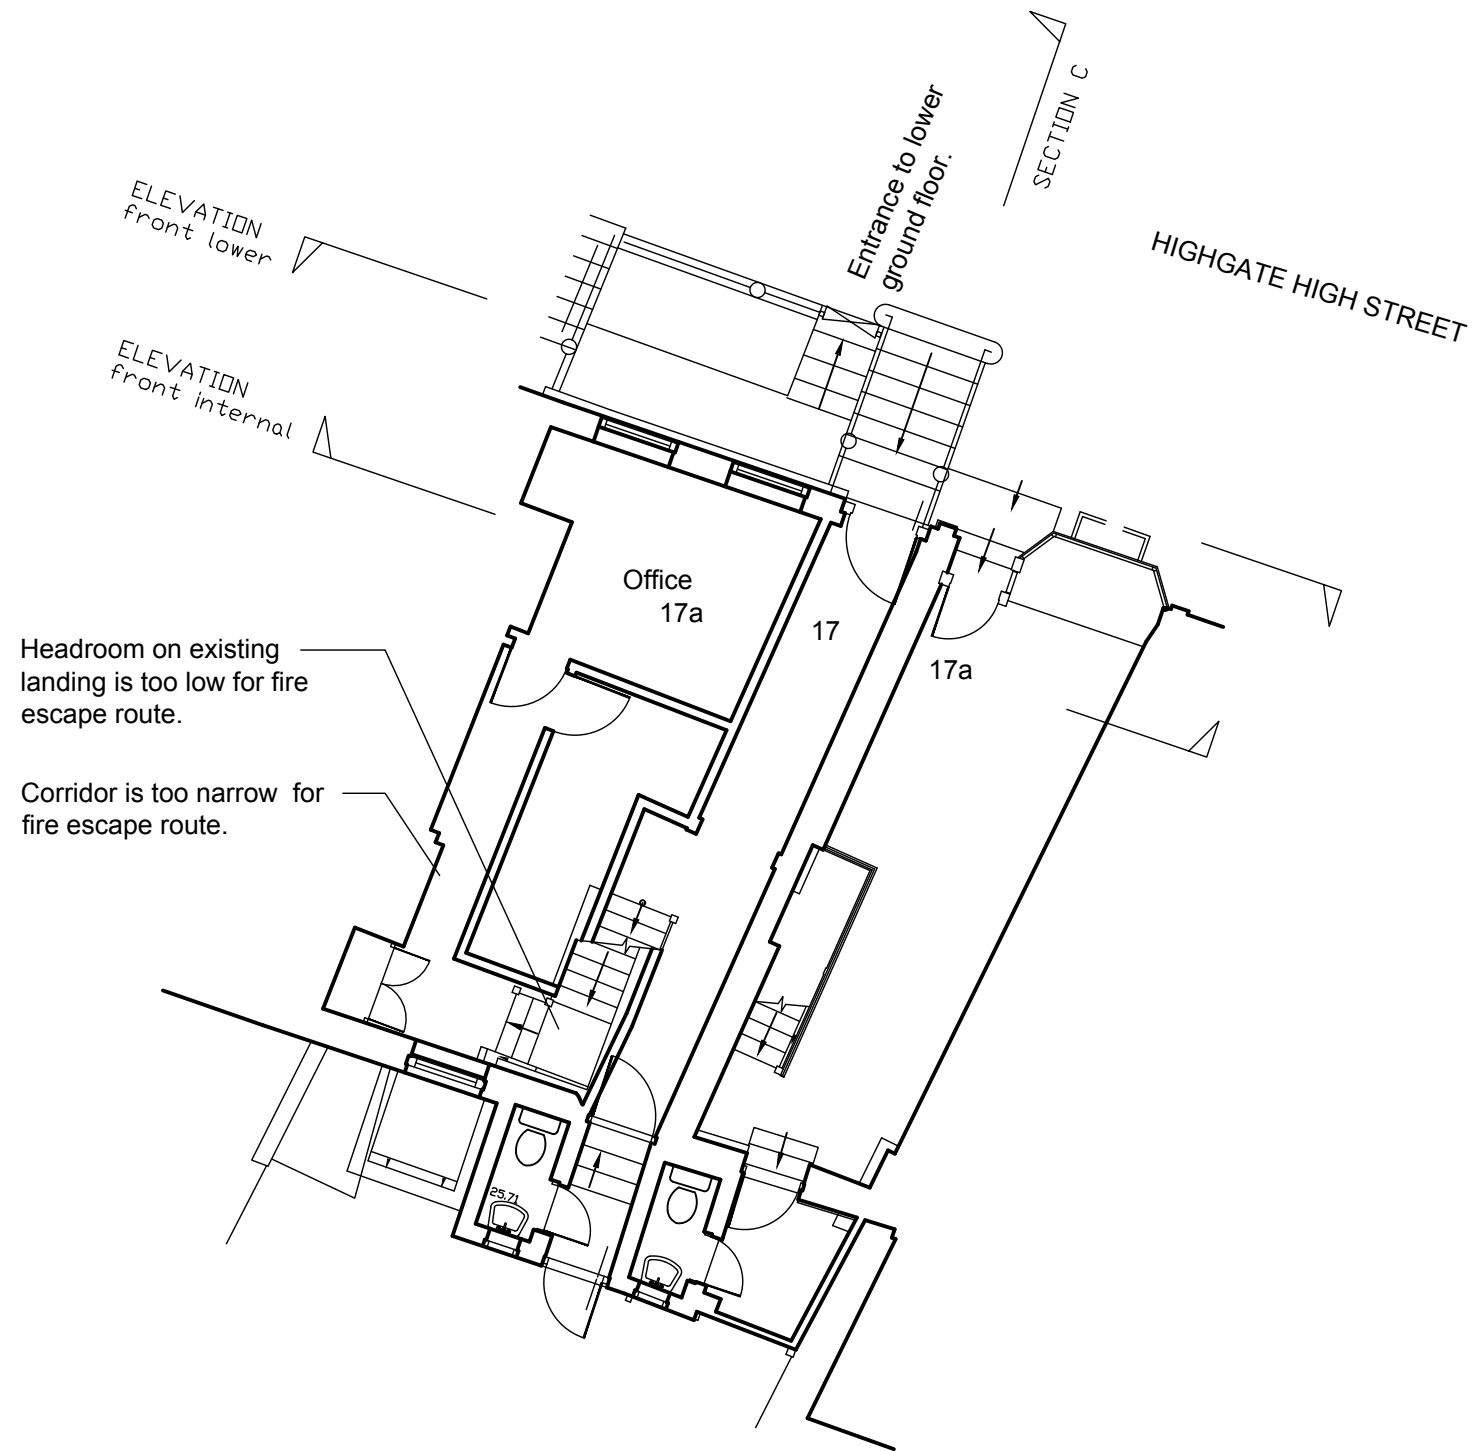 SECTION C
Entrance to lower
ground floor.
HIGHGATE HIGH STREET
ELEVATION
front lower
ELEVATION
front internal
Office
17a
17
17a
Headroom on existing
landing is too low for fire
escape route.
Corridor is too narrow for
fire escape route.
25.71